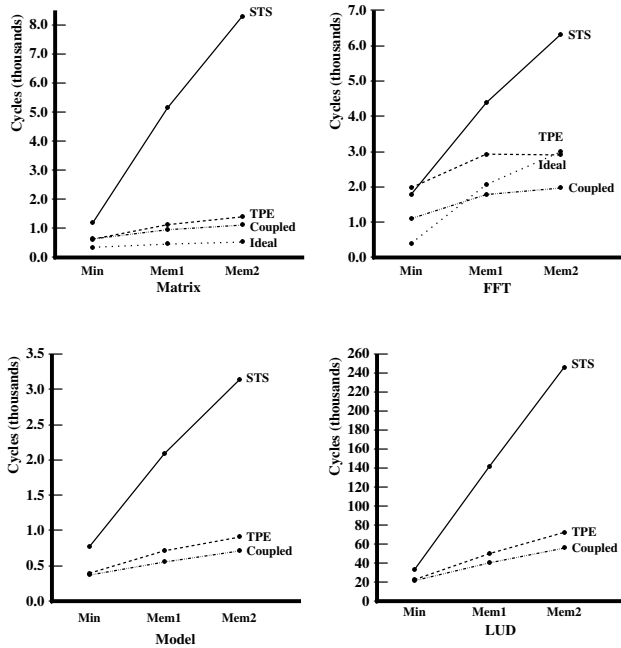 Cycles (thousands)
8.0
7.0
6.0
5.0
4.0
3.0
2.0
1.0
0.0
STS
TPE
Coupled
Ideal
Min Mem1 Mem2
Matrix
Cycles (thousands)
7.0
6.0
5.0
4.0
3.0
2.0
1.0
0.0
STS
TPE
Ideal
Coupled
Min Mem1 Mem2
FFT
Cycles (thousands)
3.5
3.0
2.5
2.0
1.5
1.0
0.5
0.0
STS
TPE
Coupled
Min Mem1 Mem2
Model
Cycles (thousands)
260
240
220
200
180
160
140
120
100
80
60
40
20
0
STS
TPE
Coupled
Min Mem1 Mem2
LUD